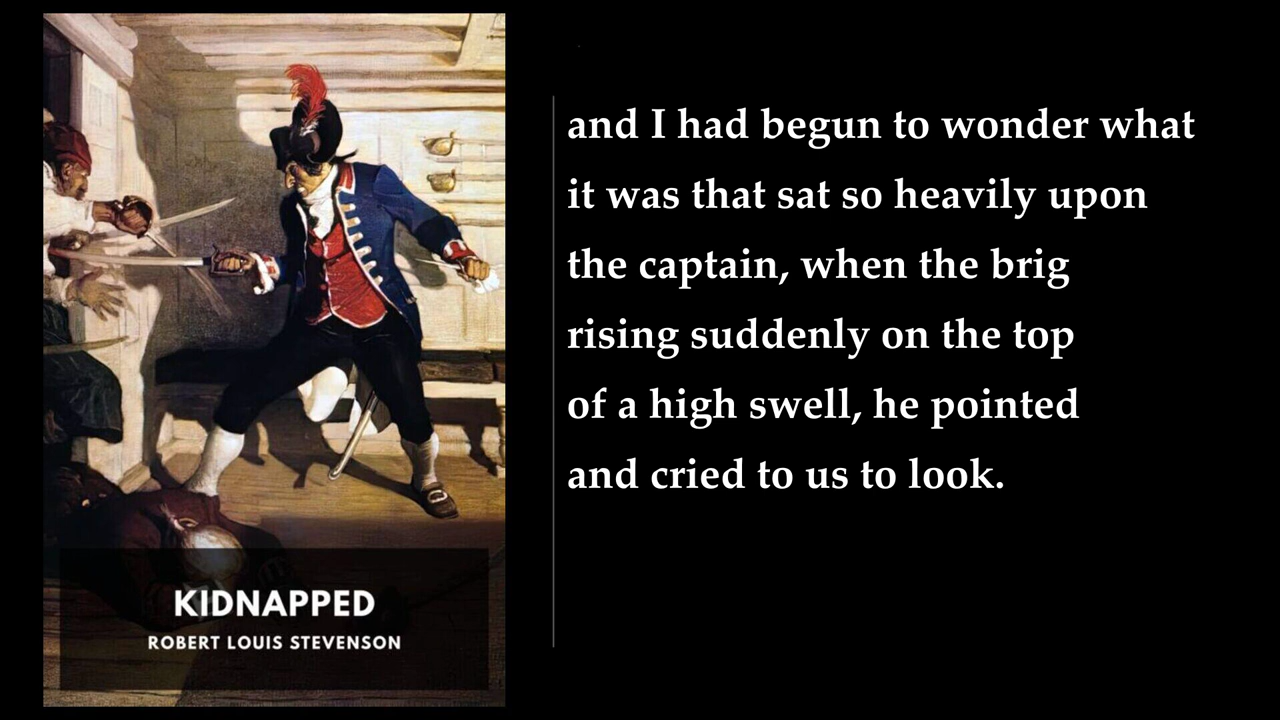 KIDNAPPED
ROBERT LOUIS STEVENSON
and I had begun to wonder what
it was that sat so heavily upon
the captain, when the brig
rising suddenly on the top
of a high swell, he pointed
and cried to us to look.